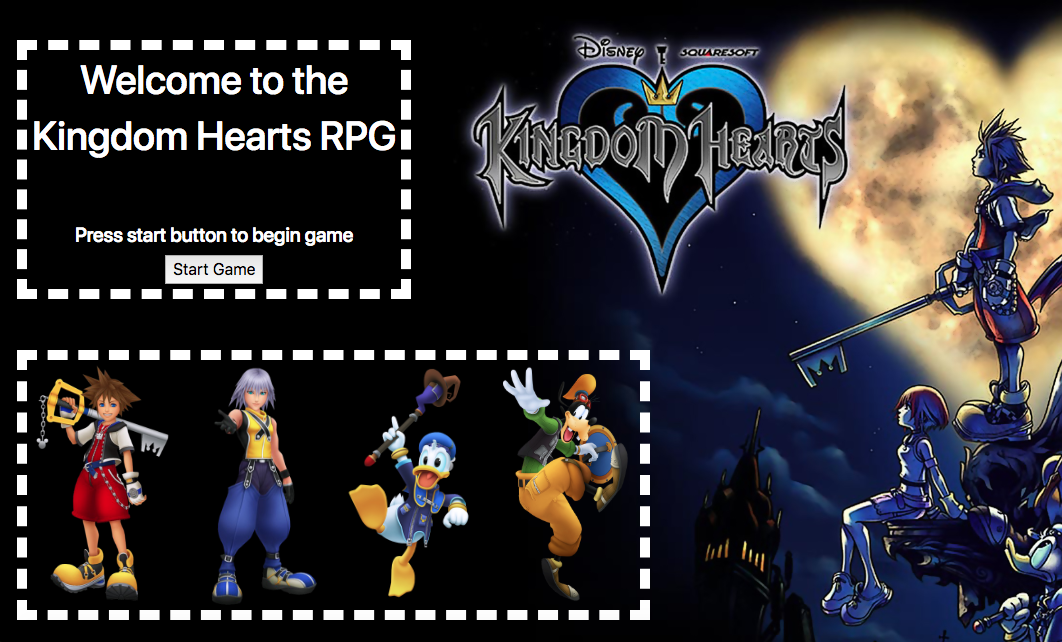 Welcome to the
Kingdom Hearts RPG
Press start button to begin game
Start Game
Disney SQUARESOFT
KINGDOM HEARTS